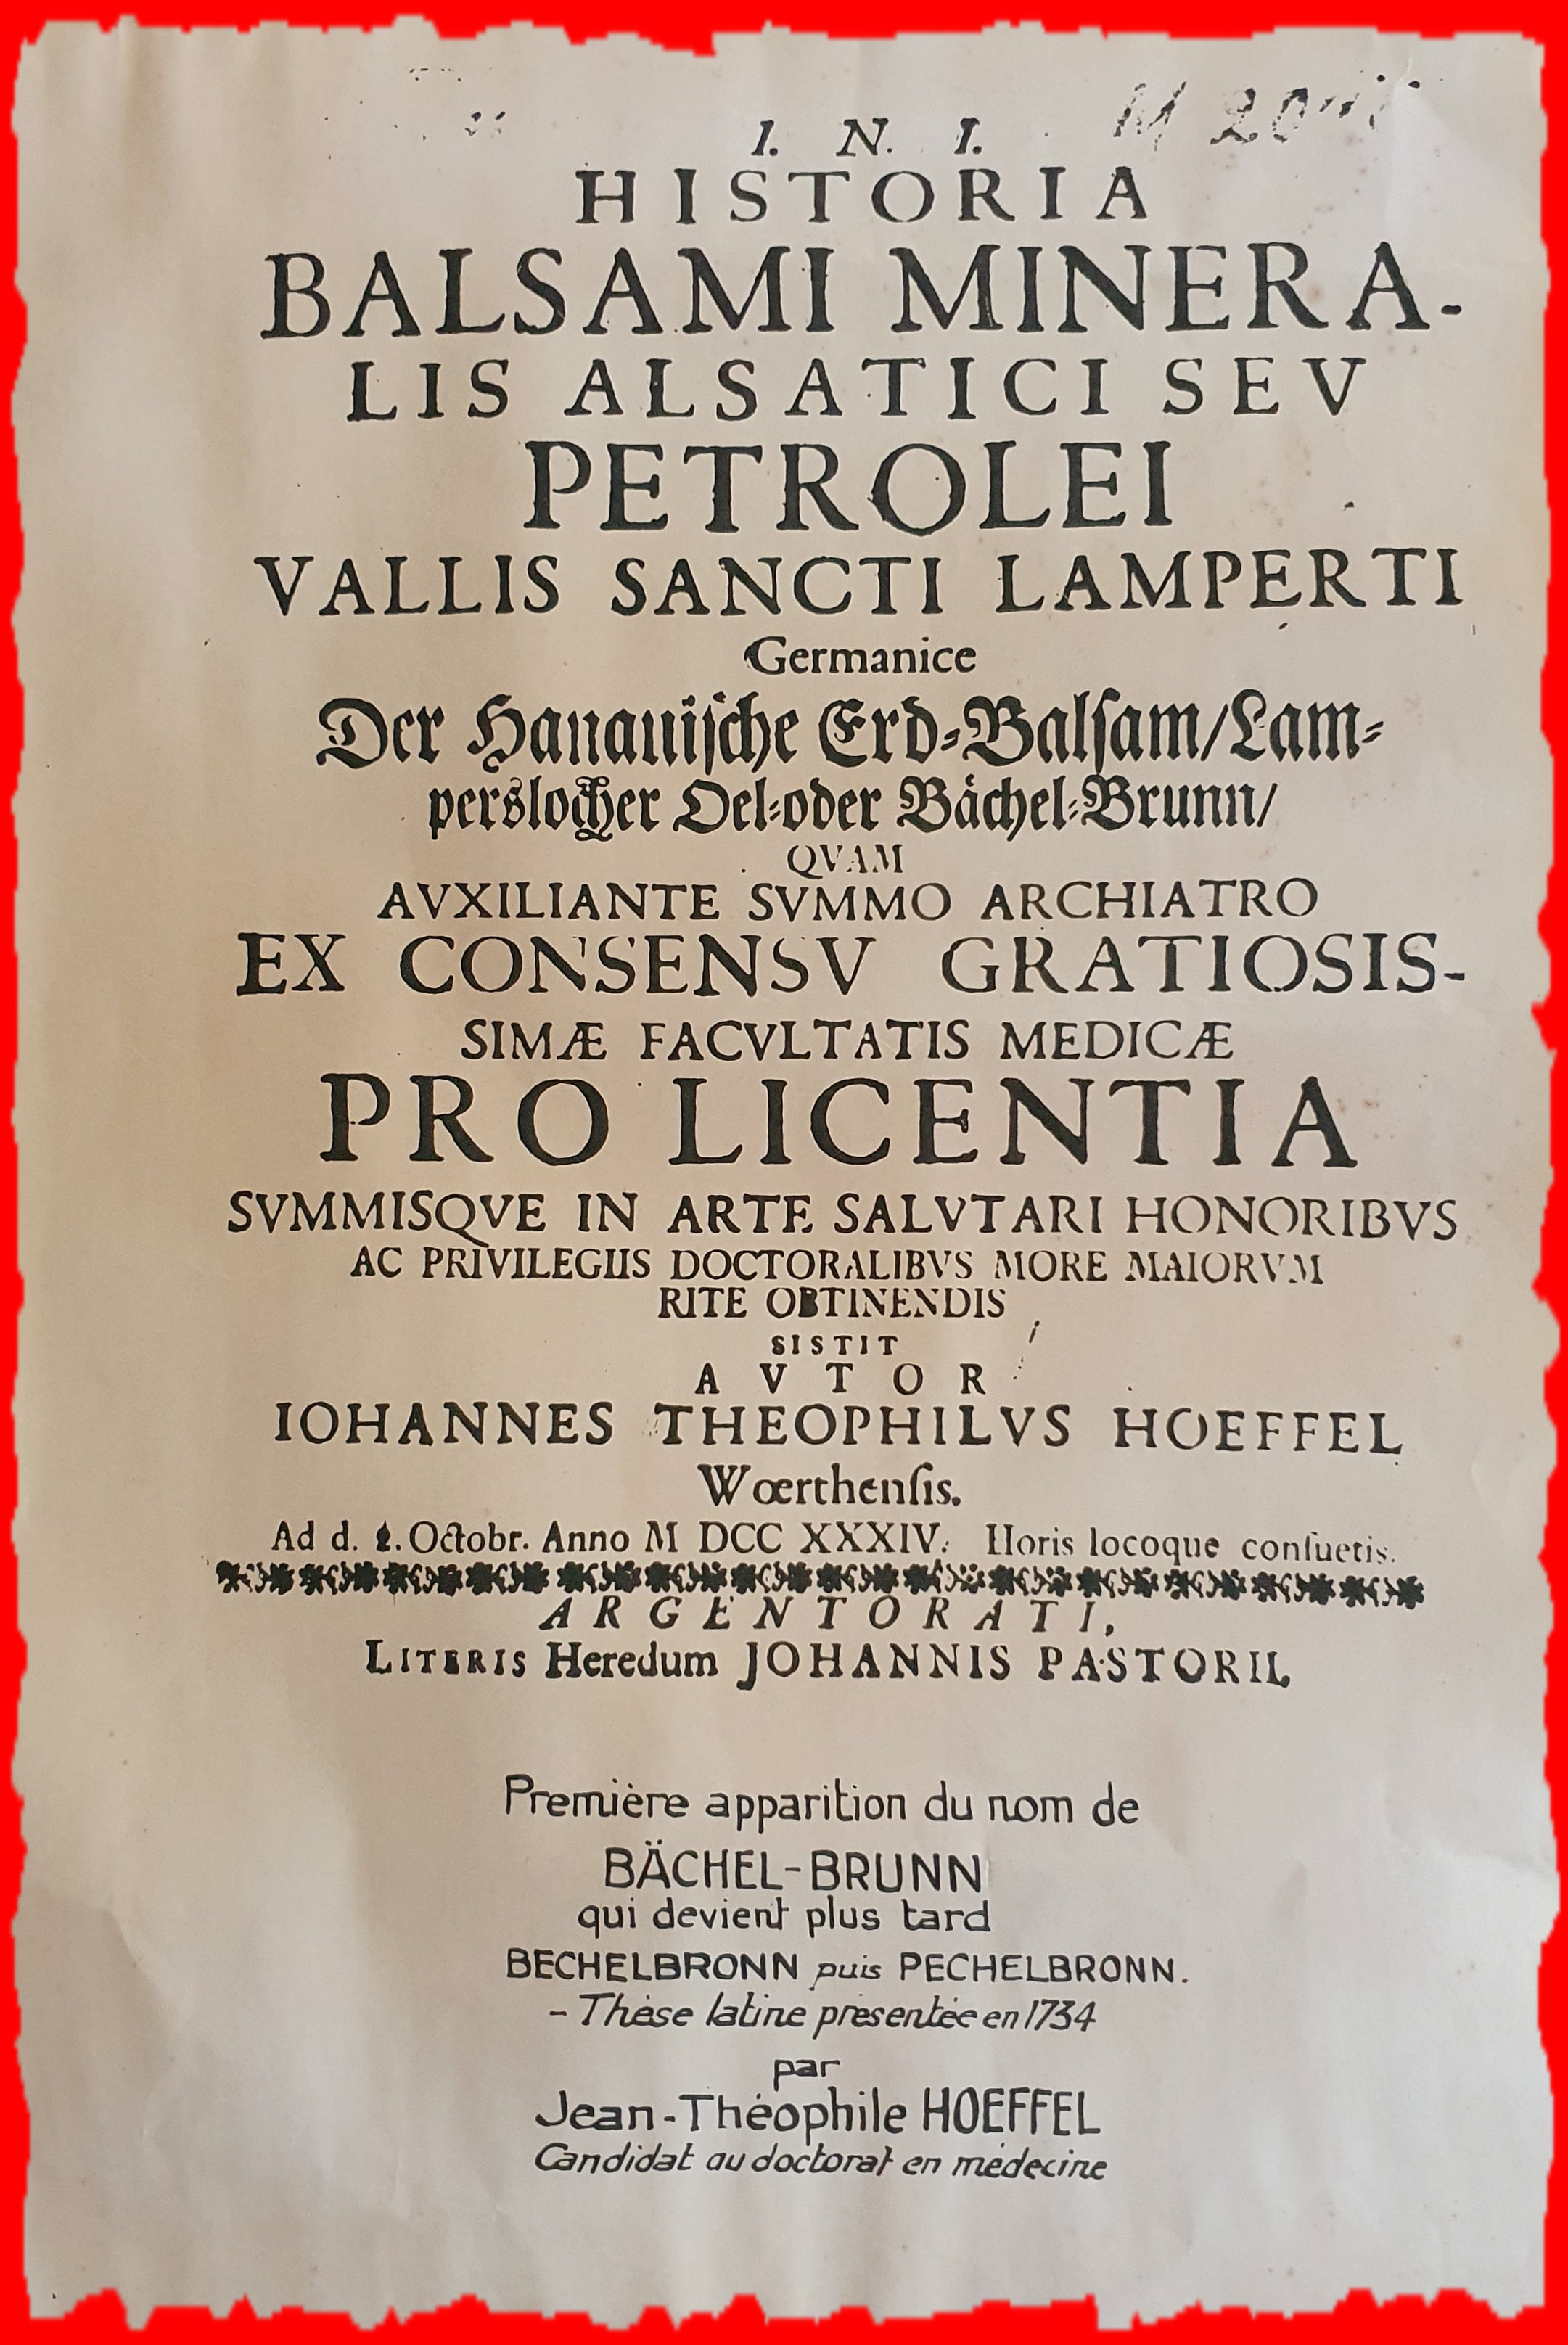 I. N. I.
HISTORIA
BALSAMI MINERA-
LIS ALSATICI SEV
PETROLEI
VALLIS SANCTI LAMPERTI
Germanice
Der Hanauiſche Erd-Balſam/Lam-
perslocher Oel-oder Bächel-Brunn/
QVAM
AVXILIANTE SVMMO ARCHIATRO
EX CONSENSV GRATIOSIS-
SIMÆ FACVLTATIS MEDICÆ
PRO LICENTIA
SVMMISQVE IN ARTE SALVTARI HONORIBVS
AC PRIVILEGIIS DOCTORALIBVS MORE MAIORVM
RITE OBTINENDIS
SISTIT
AVTOR
IOHANNES THEOPHILVS HOEFFEL
Wœrthenſis.
Ad d. Octobr. Anno M DCC XXXIV. Horis locoque conſuetis.
ARGENTORATI,
LITERIS Heredum JOHANNIS PASTORII.
Première apparition du nom de
BÄCHEL-BRUNN
qui devient plus tard
BECHELBRONN puis PECHELBRONN.
- Thèse latine présentée en 1734
par
Jean-Théophile HOEFFEL
Candidat au doctorat en médecine